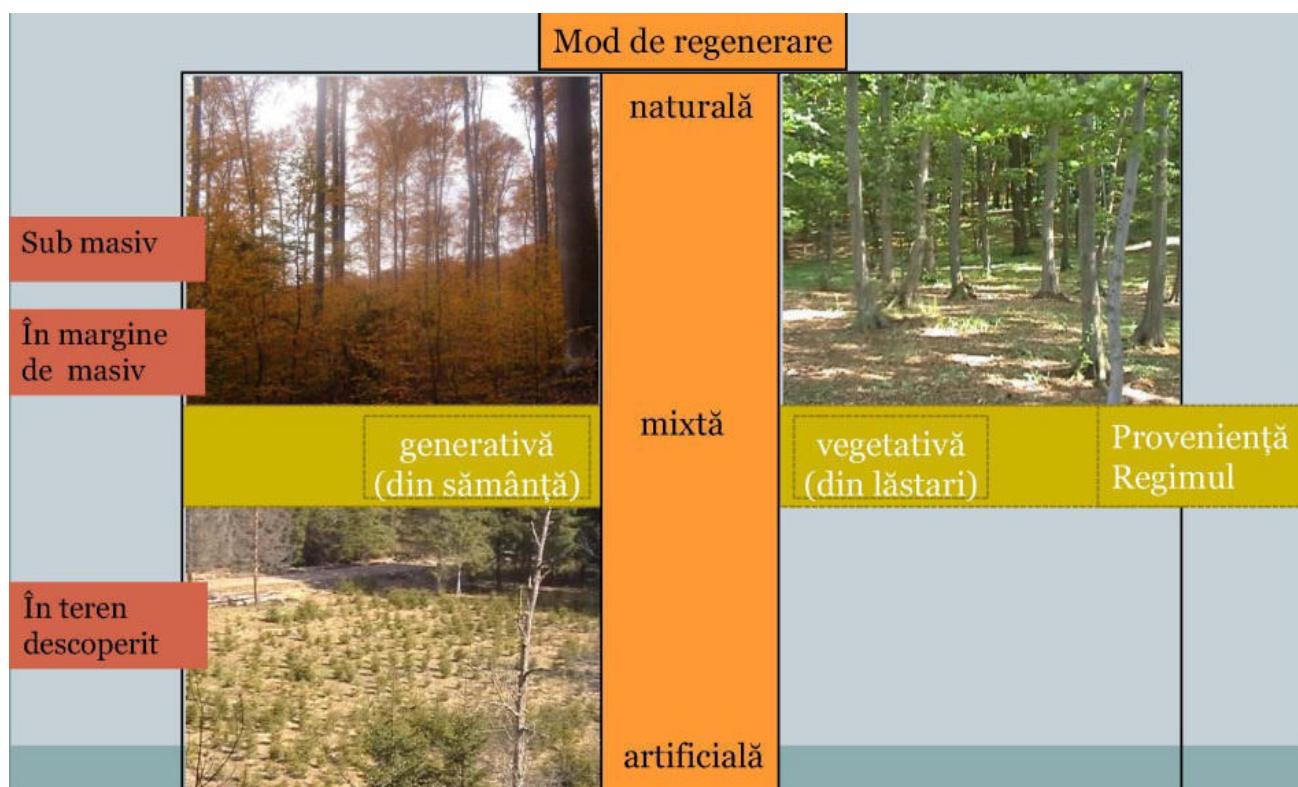 Mod de regenerare
naturală
Sub masiv
În margine
de masiv
mixtă
generativă
(din sământă)
vegetativă
(din lăstari)
Proveniență
Regimul
În teren
descoperit
artificială